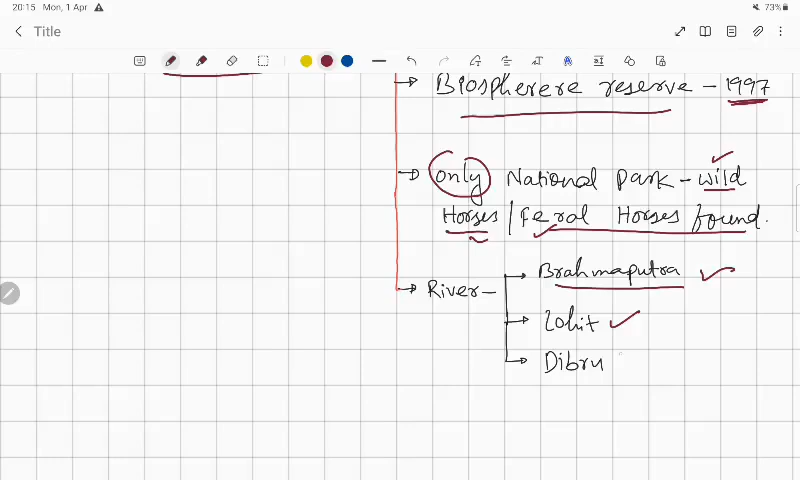 20:15 Mon, 1 Apr 73%
Title
Biospherere reserve - 1997
only National Park - wild
Horses / Feral Horses found.
River -
Brahmaputra
Lohit
Dibru